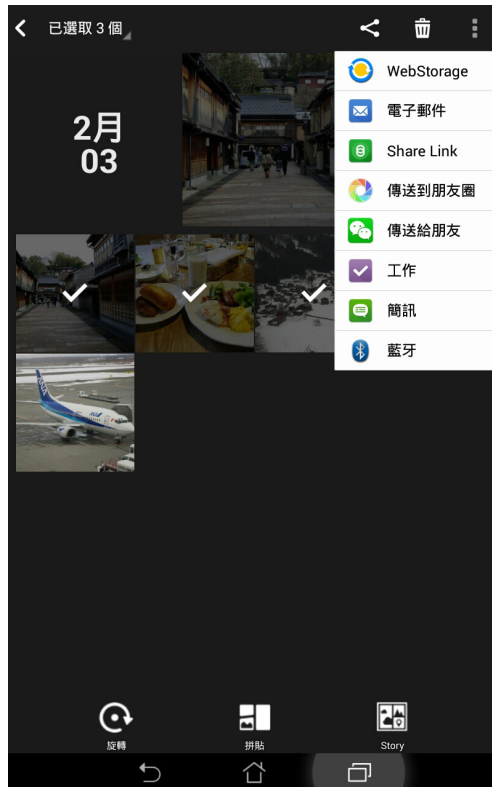 已選取 3 個
2月
03
WebStorage
電子郵件
Share Link
傳送到朋友圈
傳送給朋友
工作
簡訊
藍牙
ANA
旋轉
拼貼
Story